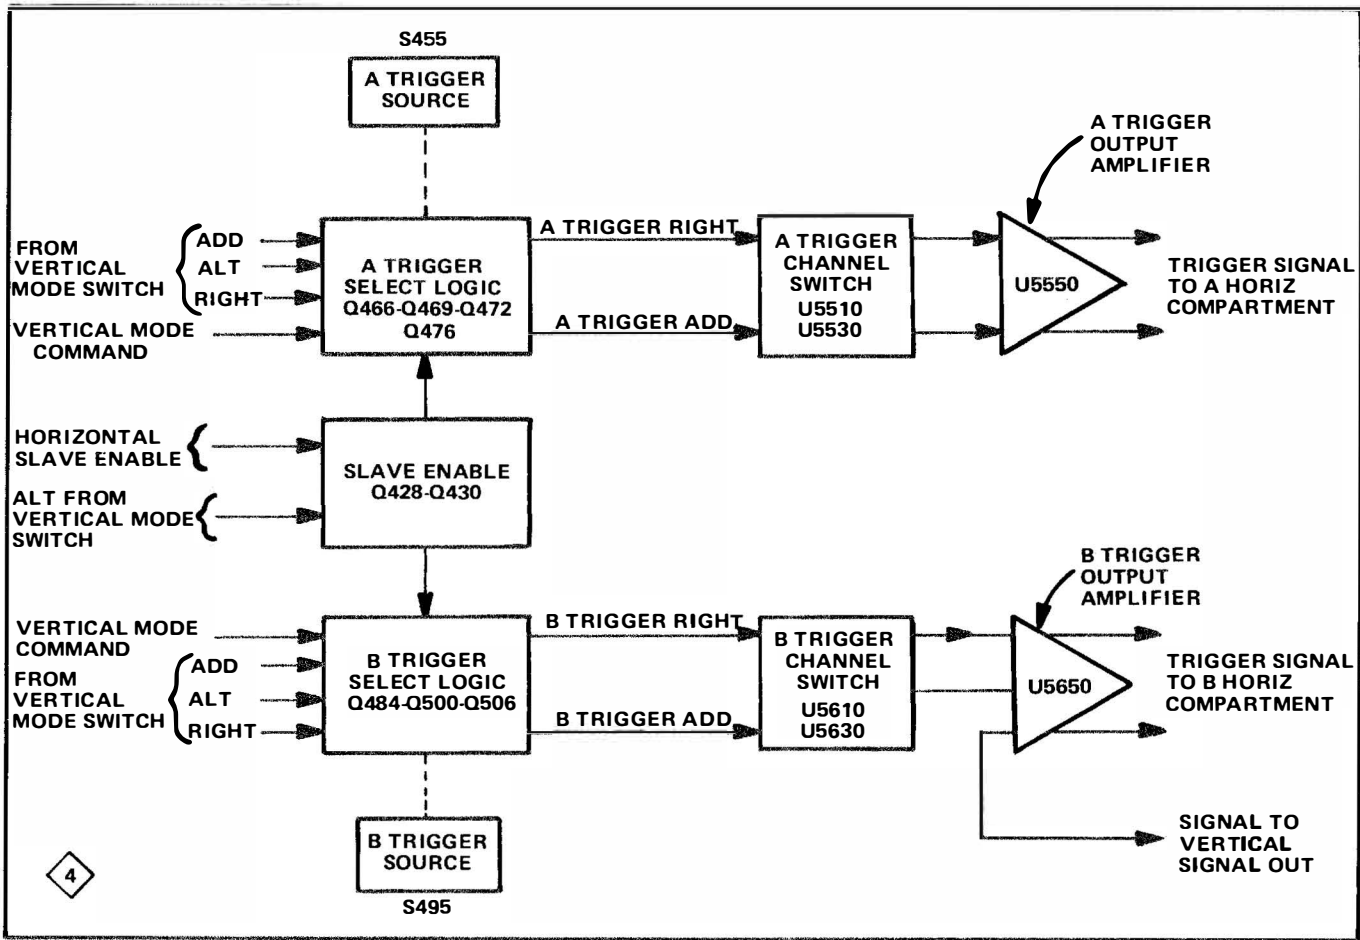 S455
A TRIGGER
SOURCE
A TRIGGER
OUTPUT
AMPLIFIER
FROM
VERTICAL
MODE SWITCH
ADD
ALT
RIGHT
VERTICAL MODE
COMMAND
A TRIGGER
SELECT LOGIC
Q466-Q469-Q472
Q476
A TRIGGER RIGHT
A TRIGGER ADD
A TRIGGER
CHANNEL
SWITCH
U5510
U5530
U5550
TRIGGER SIGNAL
TO A HORIZ
COMPARTMENT
HORIZONTAL
SLAVE ENABLE
ALT FROM
VERTICAL MODE
SWITCH
SLAVE ENABLE
Q428-Q430
B TRIGGER
OUTPUT
AMPLIFIER
VERTICAL MODE
COMMAND
FROM
VERTICAL
MODE SWITCH
ADD
ALT
RIGHT
B TRIGGER
SELECT LOGIC
Q484-Q500-Q506
B TRIGGER RIGHT
B TRIGGER ADD
B TRIGGER
CHANNEL
SWITCH
U5610
U5630
U5650
TRIGGER SIGNAL
TO B HORIZ
COMPARTMENT
SIGNAL TO
VERTICAL
SIGNAL OUT
B TRIGGER
SOURCE
S495
4